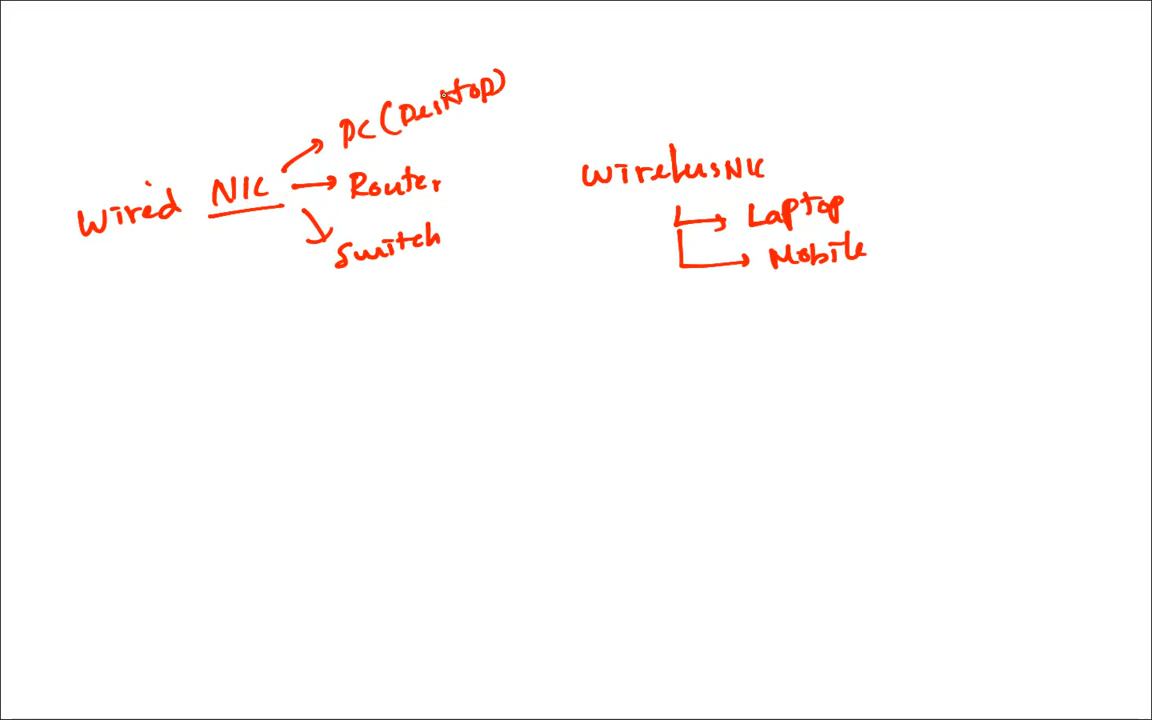 PC (Desktop)
Wired NIC
Router
Switch
Wireless NIC
Laptop
Mobile